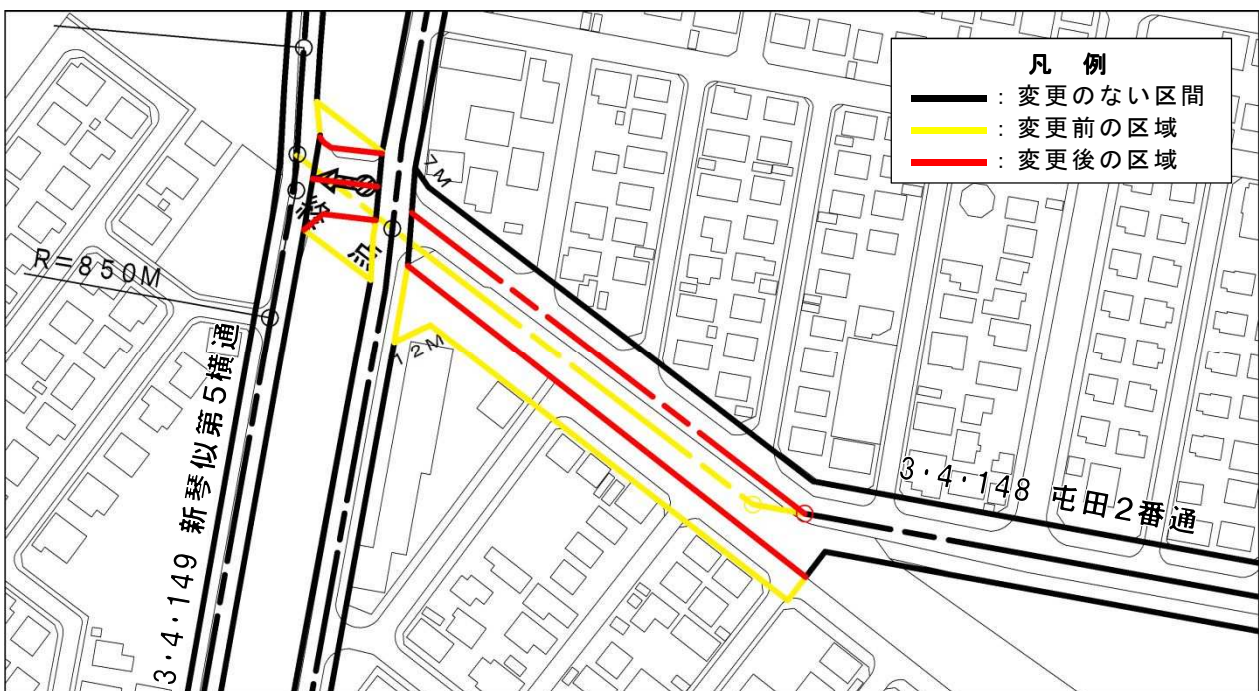 凡 例
: 変更のない区間
: 変更前の区域
: 変更後の区域
7M
終点
R=850M
12M
3・4・149 新琴似第5横通
3・4・148 屯田2番通